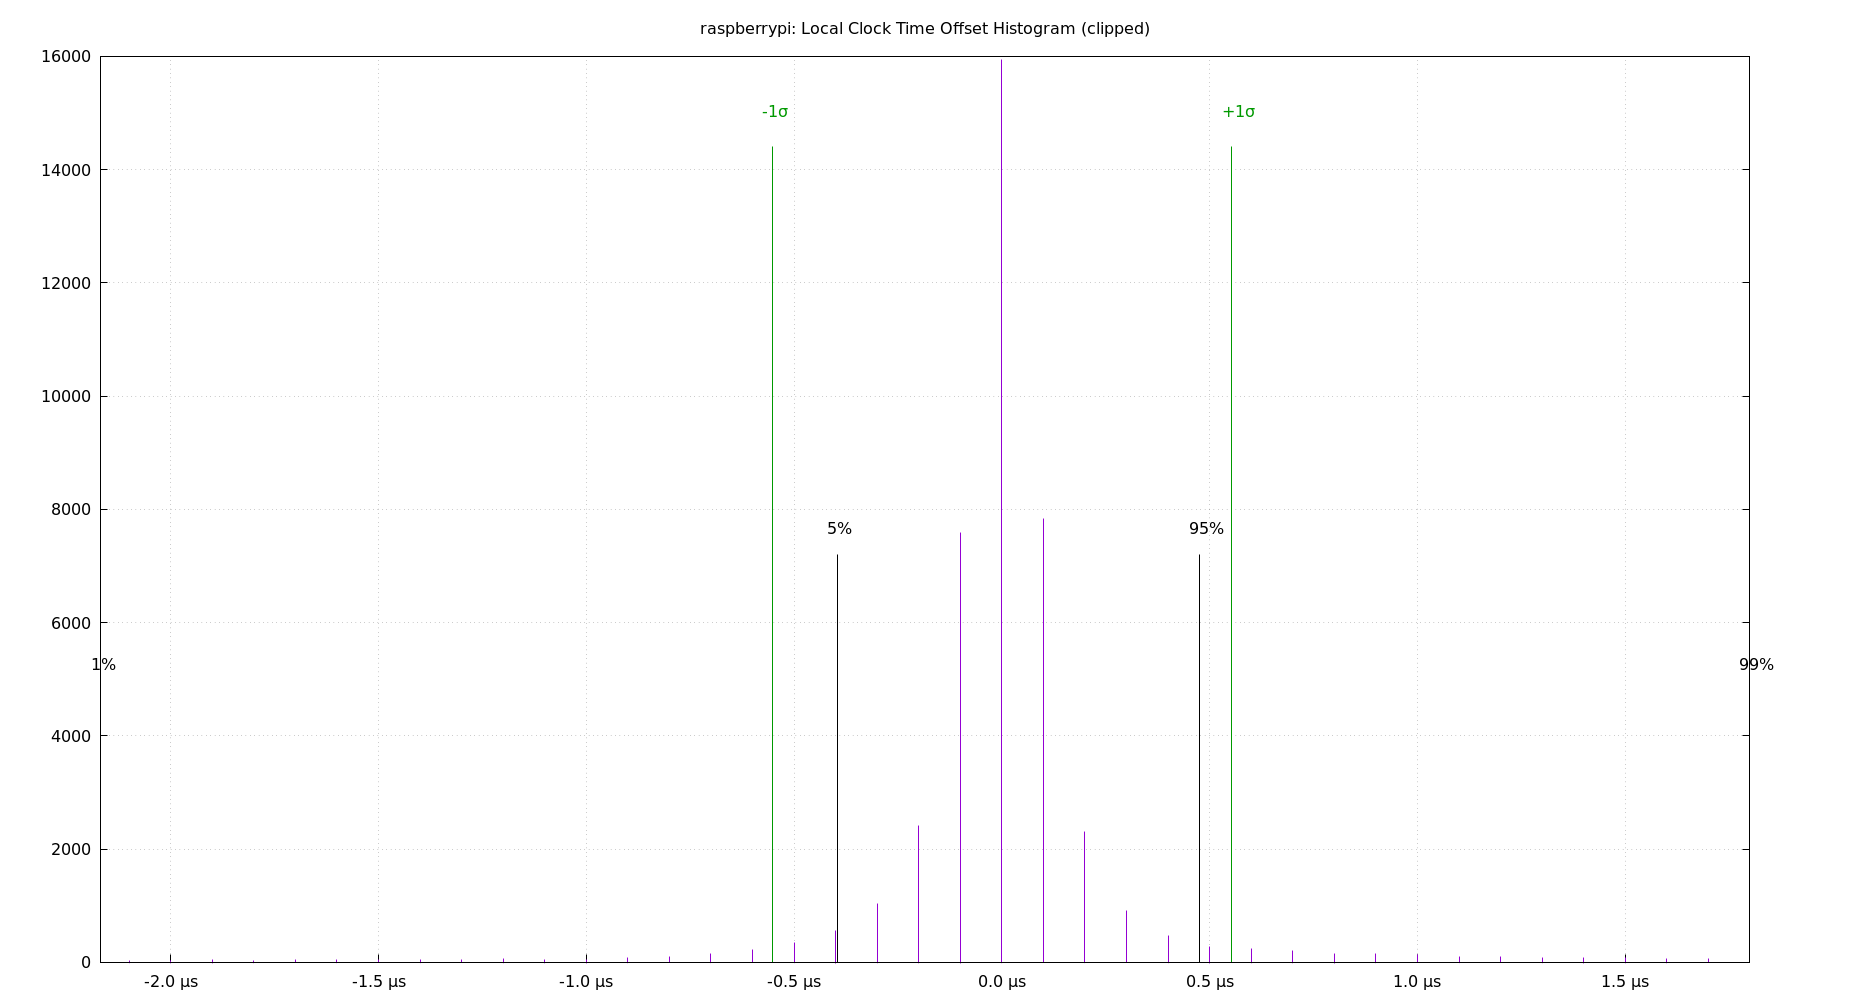 raspberrypi: Local Clock Time Offset Histogram (clipped)
16000
-1σ
+1σ
14000
12000
10000
8000
5%
95%
6000
1%
99%
4000
2000
0
-2.0 µs
-1.5 µs
-1.0 µs
-0.5 µs
0.0 µs
0.5 µs
1.0 µs
1.5 µs